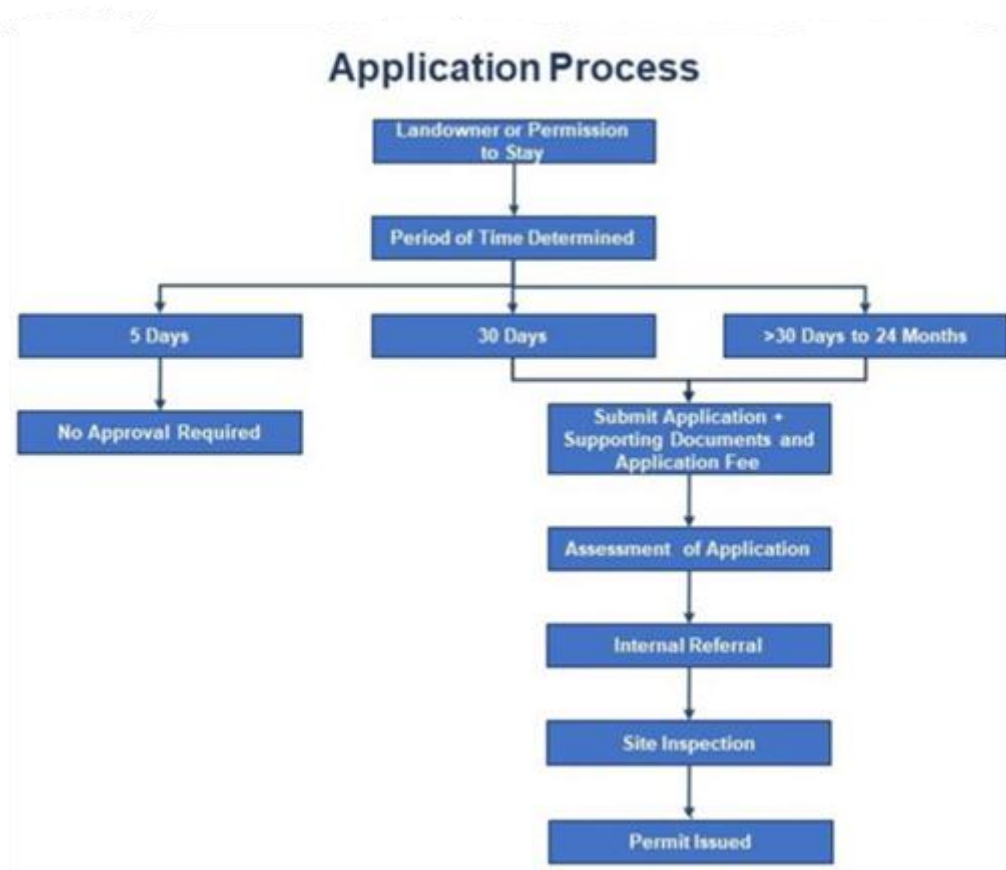 Application Process
Landowner or Permission
to Stay
Period of Time Determined
5 Days
30 Days
>30 Days to 24 Months
No Approval Required
Submit Application +
Supporting Documents and
Application Fee
Assessment of Application
Internal Referral
Site Inspection
Permit Issued